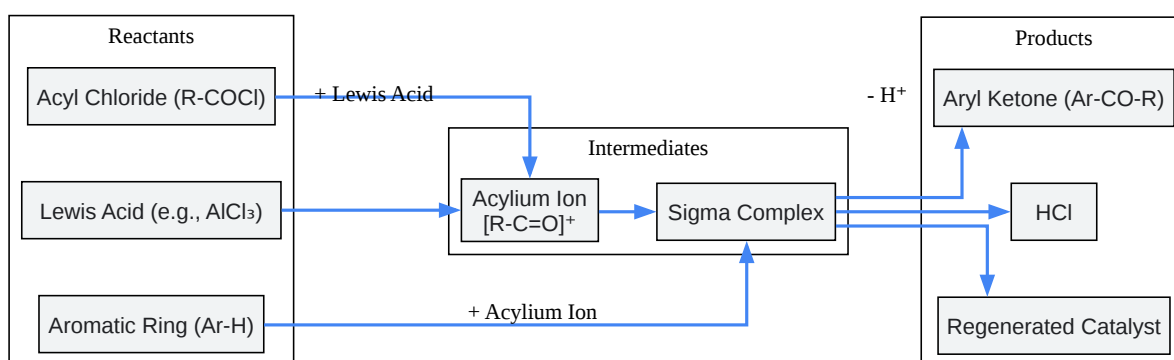 Reactants
Products
Acyl Chloride (R-COCl)
+ Lewis Acid
- H⁺
Aryl Ketone (Ar-CO-R)
Intermediates
Lewis Acid (e.g., AlCl₃)
Acylium Ion
[R-C=O]⁺
Sigma Complex
HCl
Aromatic Ring (Ar-H)
+ Acylium Ion
Regenerated Catalyst